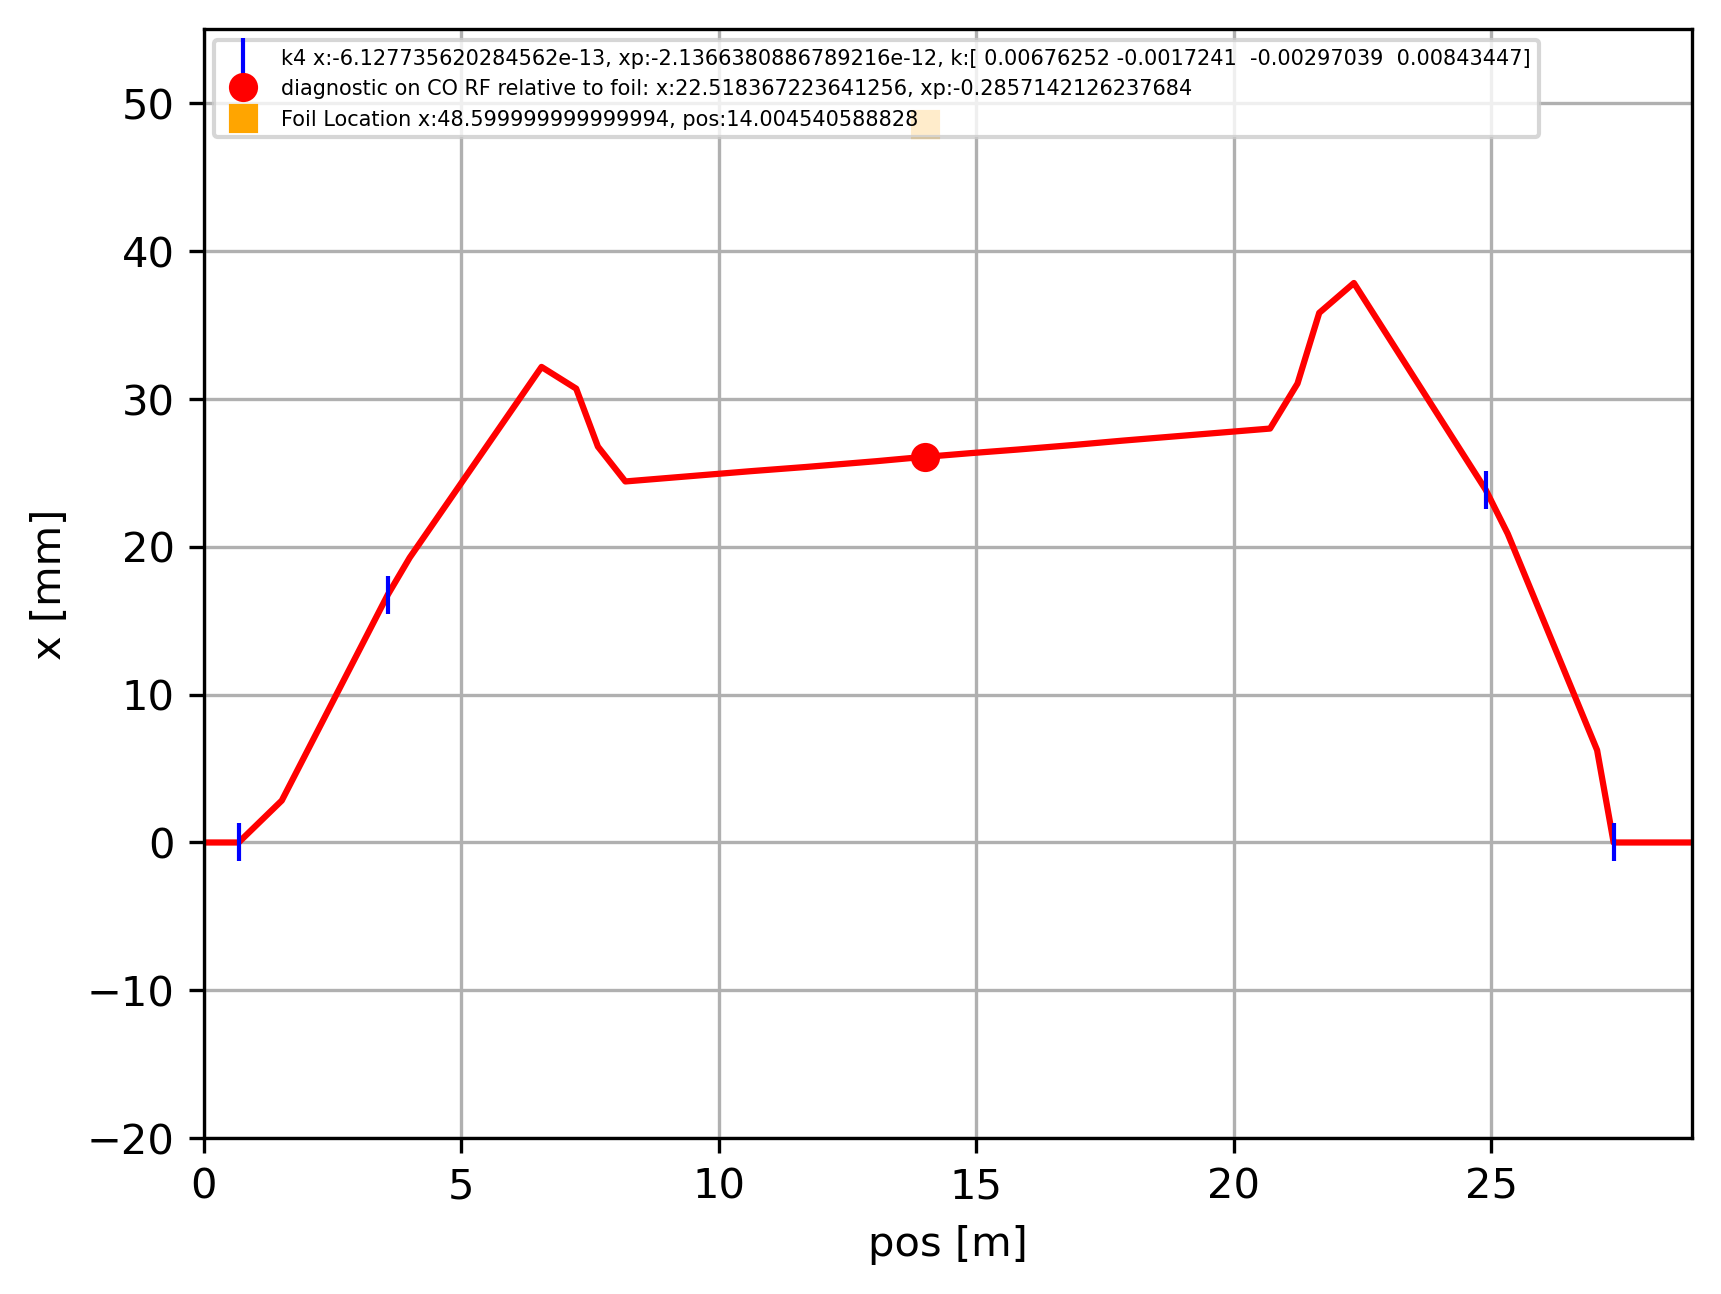 k4 x:-6.127735620284562e-13, xp:-2.1366380886789216e-12, k:[ 0.00676252 -0.0017241  -0.00297039  0.00843447]
diagnostic on CO RF relative to foil: x:22.518367223641256, xp:-0.2857142126237684
Foil Location x:48.599999999999994, pos:14.004540588828
50
40
30
20
10
0
−10
−20
x [mm]
0 5 10 15 20 25
pos [m]